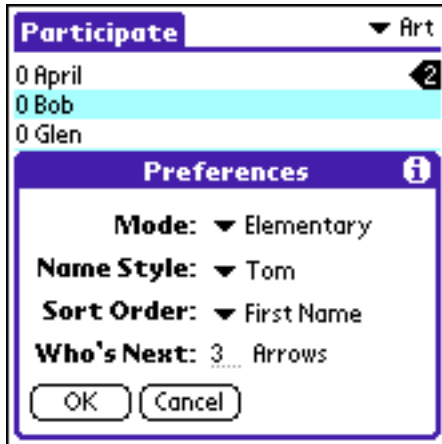 Participate Art
0 April 2
0 Bob
0 Glen
Preferences i
Mode: Elementary
Name Style: Tom
Sort Order: First Name
Who's Next: 3 Arrows
OK Cancel